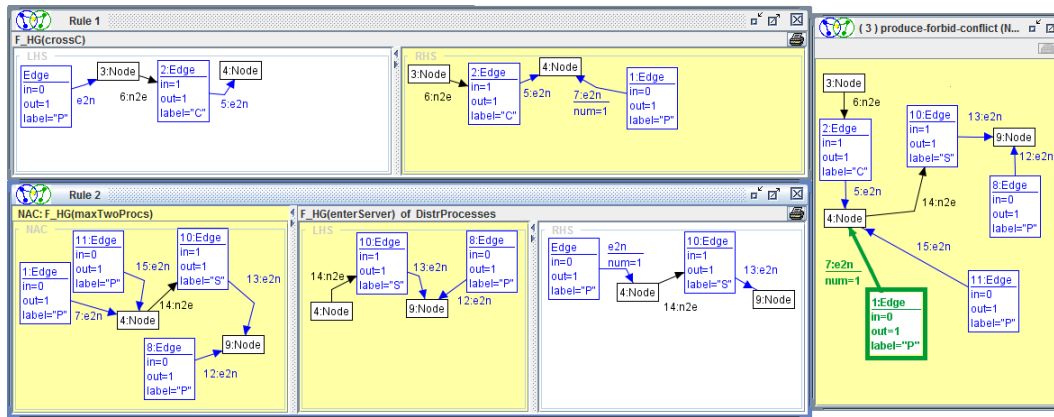 Rule 1
F_HG(crossC)
LHS
Edge
in=0
out=1
label="P"
e2n
3:Node
6:n2e
2:Edge
in=1
out=1
label="C"
4:Node
5:e2n
RHS
3:Node
6:n2e
2:Edge
in=1
out=1
label="C"
4:Node
5:e2n
7:e2n
num=1
1:Edge
in=0
out=1
label="P"
Rule 2
NAC: F_HG(maxTwoProcs)
NAC
11:Edge
in=0
out=1
label="P"
10:Edge
in=1
out=1
label="S"
1:Edge
in=0
out=1
label="P"
15:e2n
13:e2n
7:e2n
4:Node
14:n2e
8:Edge
in=0
out=1
label="P"
9:Node
12:e2n
F_HG(enterServer) of DistrProcesses
LHS
14:n2e
10:Edge
in=1
out=1
label="S"
13:e2n
8:Edge
in=0
out=1
label="P"
12:e2n
4:Node
9:Node
RHS
Edge
in=0
out=1
label="P"
e2n
num=1
4:Node
14:n2e
10:Edge
in=1
out=1
label="S"
13:e2n
9:Node
( 3 ) produce-forbid-conflict (N...
3:Node
6:n2e
2:Edge
in=1
out=1
label="C"
5:e2n
10:Edge
in=1
out=1
label="S"
13:e2n
9:Node
12:e2n
8:Edge
in=0
out=1
label="P"
14:n2e
4:Node
15:e2n
7:e2n
num=1
1:Edge
in=0
out=1
label="P"
11:Edge
in=0
out=1
label="P"